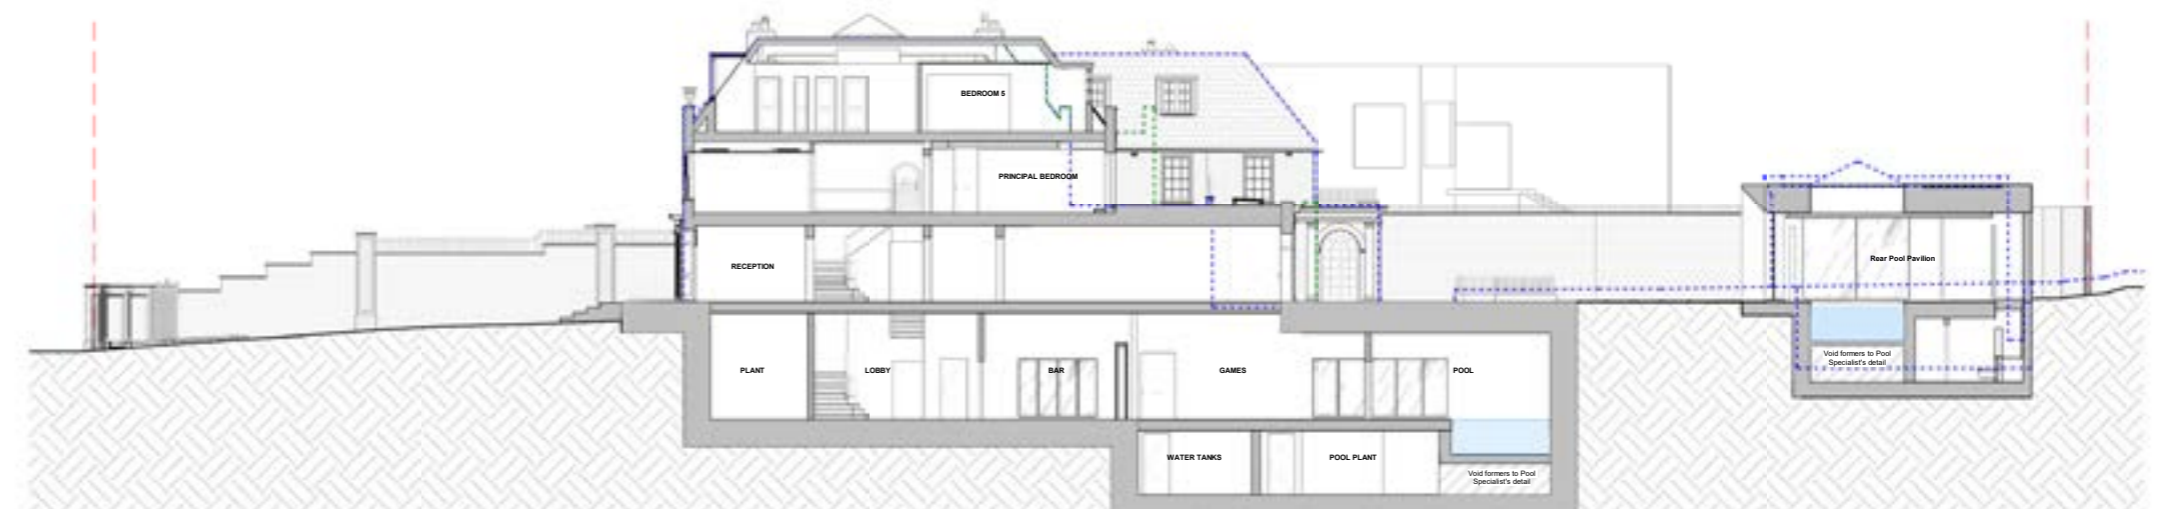 BEDROOM 5
PRINCIPAL BEDROOM
RECEPTION
Rear Pool Pavilion
Void formers to Pool
Specialist's detail
PLANT
LOBBY
BAR
GAMES
POOL
WATER TANKS
POOL PLANT
Void formers to Pool
Specialist's detail